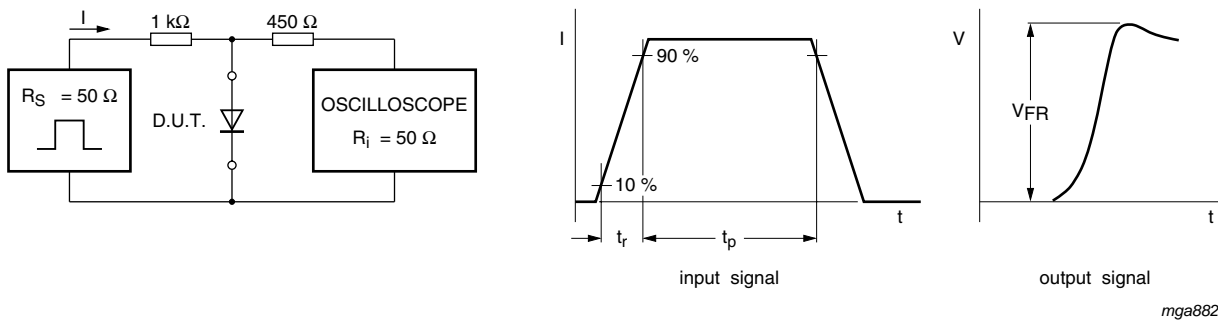 I 1 kΩ 450 Ω
R_S = 50 Ω
D.U.T.
OSCILLOSCOPE
R_i = 50 Ω
I
90 %
10 %
t
t_r t_p
input signal
V
V_FR
t
output signal
mga882